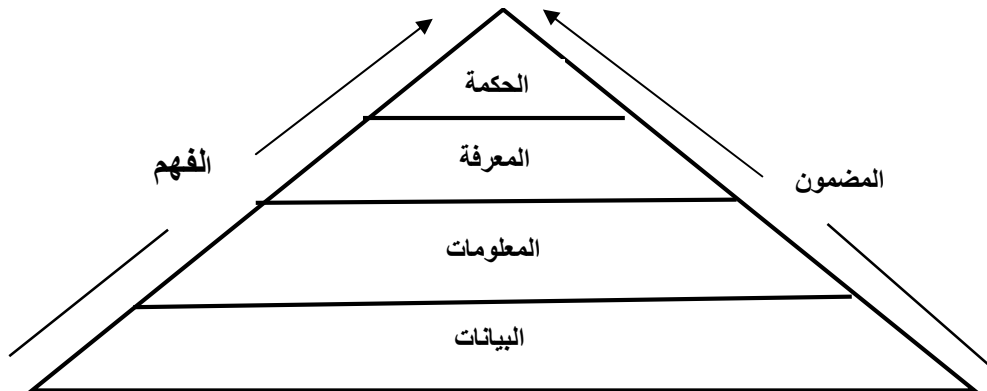 الحكمة
المعرفة
الفهم
المضمون
المعلومات
البيانات